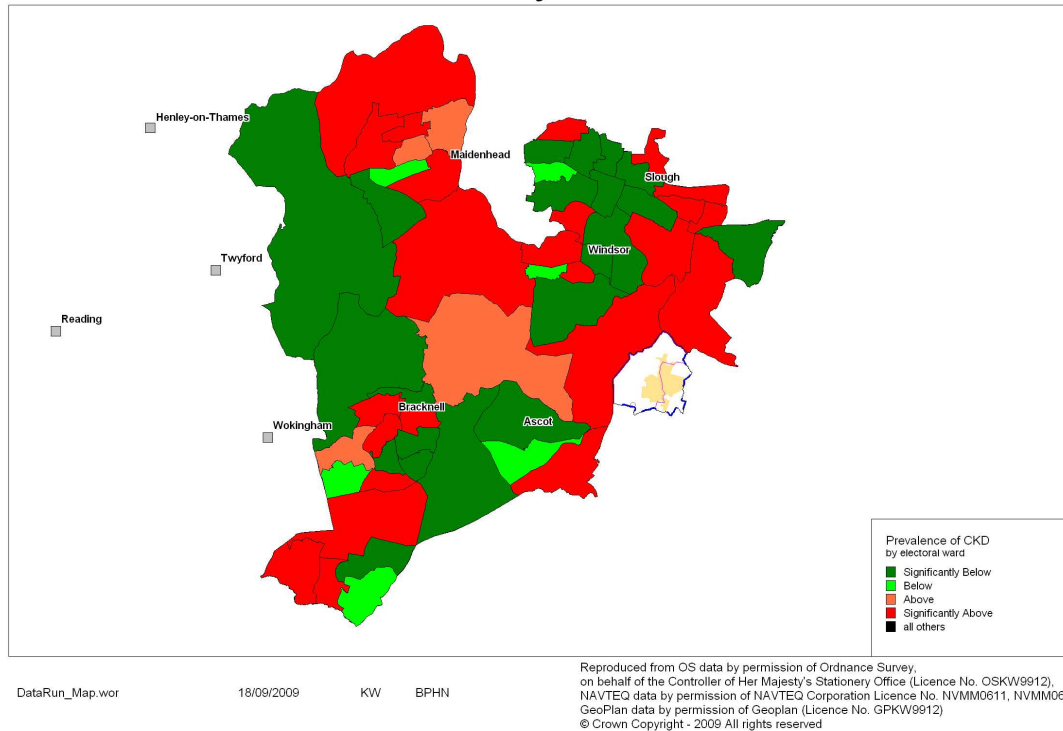 Henley-on-Thames
Maidenhead
Slough
Twyford
Windsor
Reading
Bracknell
Ascot
Wokingham
Prevalence of CKD
by electoral ward
Significantly Below
Below
Above
Significantly Above
all others
DataRun_Map.wor 18/09/2009 KW BPHN
Reproduced from OS data by permission of Ordnance Survey,
on behalf of the Controller of Her Majesty's Stationery Office (Licence No. OSKW9912),
NAVTEQ data by permission of NAVTEQ Corporation Licence No. NVMM0611, NVMM06
GeoPlan data by permission of Geoplan (Licence No. GPKW9912)
© Crown Copyright - 2009 All rights reserved